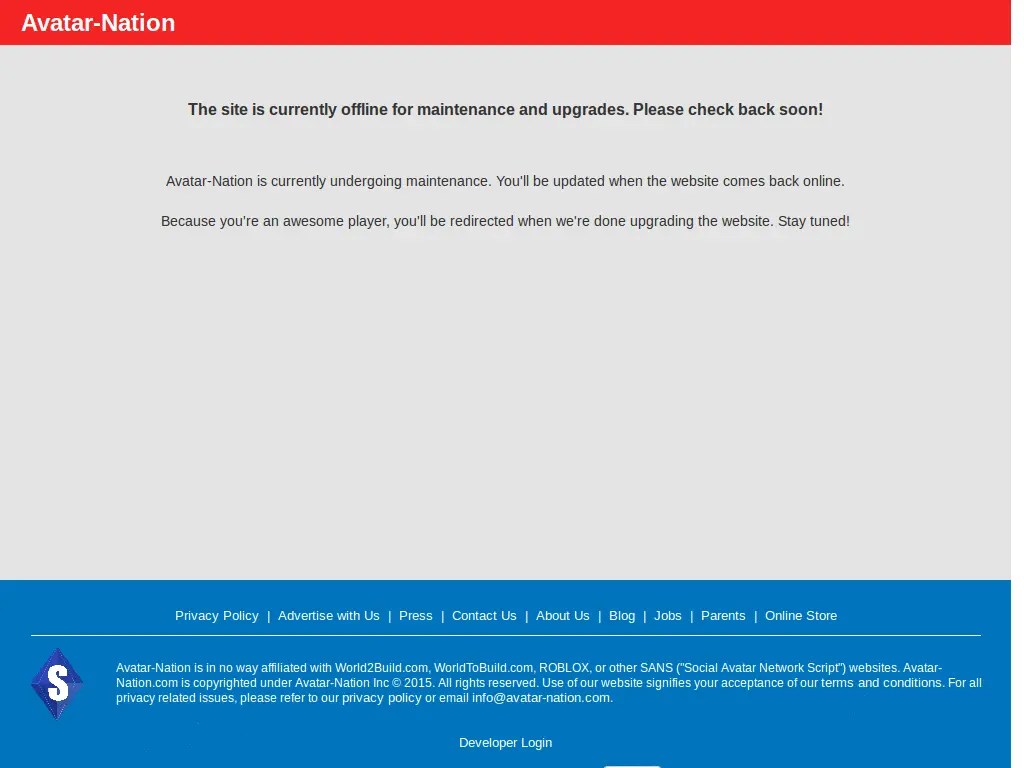 Avatar-Nation
The site is currently offline for maintenance and upgrades. Please check back soon!
Avatar-Nation is currently undergoing maintenance. You'll be updated when the website comes back online.
Because you're an awesome player, you'll be redirected when we're done upgrading the website. Stay tuned!
Privacy Policy | Advertise with Us | Press | Contact Us | About Us | Blog | Jobs | Parents | Online Store
S
Avatar-Nation is in no way affiliated with World2Build.com, WorldToBuild.com, ROBLOX, or other SANS ("Social Avatar Network Script") websites. Avatar-
Nation.com is copyrighted under Avatar-Nation Inc © 2015. All rights reserved. Use of our website signifies your acceptance of our terms and conditions. For all
privacy related issues, please refer to our privacy policy or email info@avatar-nation.com.
Developer Login